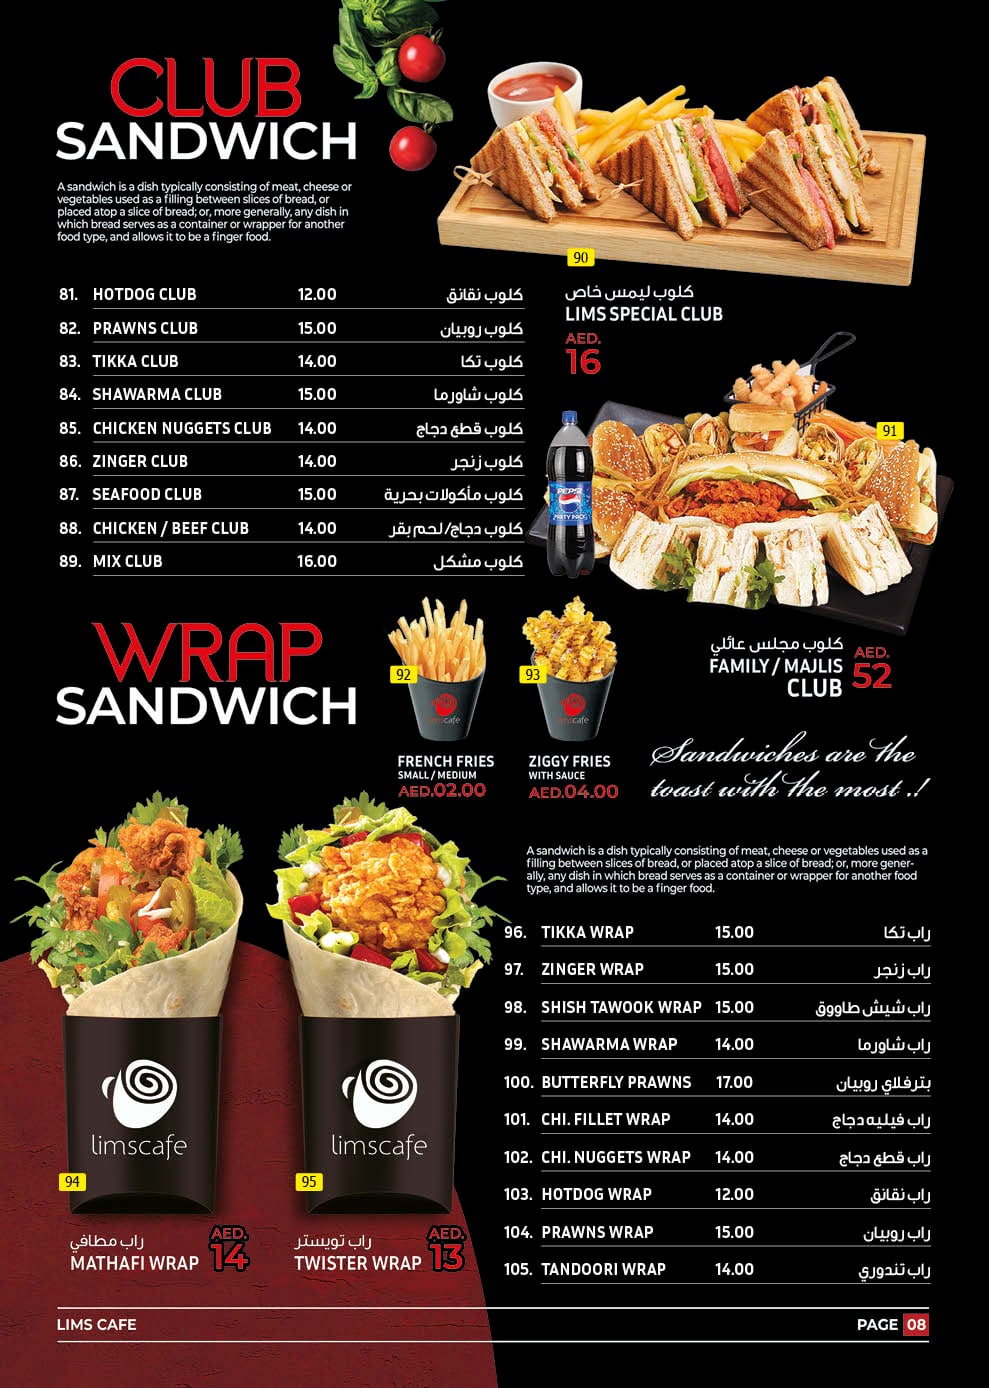 CLUB
SANDWICH
A sandwich is a dish typically consisting of meat, cheese or
vegetables used as a filling between slices of bread, or
placed atop a slice of bread; or, more generally, any dish in
which bread serves as a container or wrapper for another
food type, and allows it to be a finger food.
81. HOTDOG CLUB 12.00 كلوب نقانق
82. PRAWNS CLUB 15.00 كلوب روبيان
83. TIKKA CLUB 14.00 كلوب تكا
84. SHAWARMA CLUB 15.00 كلوب شاورما
85. CHICKEN NUGGETS CLUB 14.00 كلوب قطع دجاج
86. ZINGER CLUB 14.00 كلوب زنجر
87. SEAFOOD CLUB 15.00 كلوب مأكولات بحرية
88. CHICKEN / BEEF CLUB 14.00 كلوب دجاج/لحم بقر
89. MIX CLUB 16.00 كلوب مشكل
90
كلوب ليمس خاص
LIMS SPECIAL CLUB
AED.
16
91
PEPSI
PARTY PACK
كلوب مجلس عائلي
FAMILY / MAJLIS
CLUB
AED.
52
WRAP
SANDWICH
92
limscafe
FRENCH FRIES
SMALL / MEDIUM
AED.02.00
93
limscafe
ZIGGY FRIES
WITH SAUCE
AED.04.00
Sandwiches are the
toast with the most .!
A sandwich is a dish typically consisting of meat, cheese or vegetables used as a
filling between slices of bread, or placed atop a slice of bread; or, more gener-
ally, any dish in which bread serves as a container or wrapper for another food
type, and allows it to be a finger food.
96. TIKKA WRAP 15.00 راب تكا
97. ZINGER WRAP 15.00 راب زنجر
98. SHISH TAWOOK WRAP 15.00 راب شيش طاووق
99. SHAWARMA WRAP 14.00 راب شاورما
100. BUTTERFLY PRAWNS 17.00 بترفلاي روبيان
101. CHI. FILLET WRAP 14.00 راب فيليه دجاج
102. CHI. NUGGETS WRAP 14.00 راب قطع دجاج
103. HOTDOG WRAP 12.00 راب نقانق
104. PRAWNS WRAP 15.00 راب روبيان
105. TANDOORI WRAP 14.00 راب تندوري
limscafe
94
راب مطافي
MATHAFI WRAP
AED.
14
limscafe
95
راب تويستر
TWISTER WRAP
AED.
13
LIMS CAFE
PAGE 08